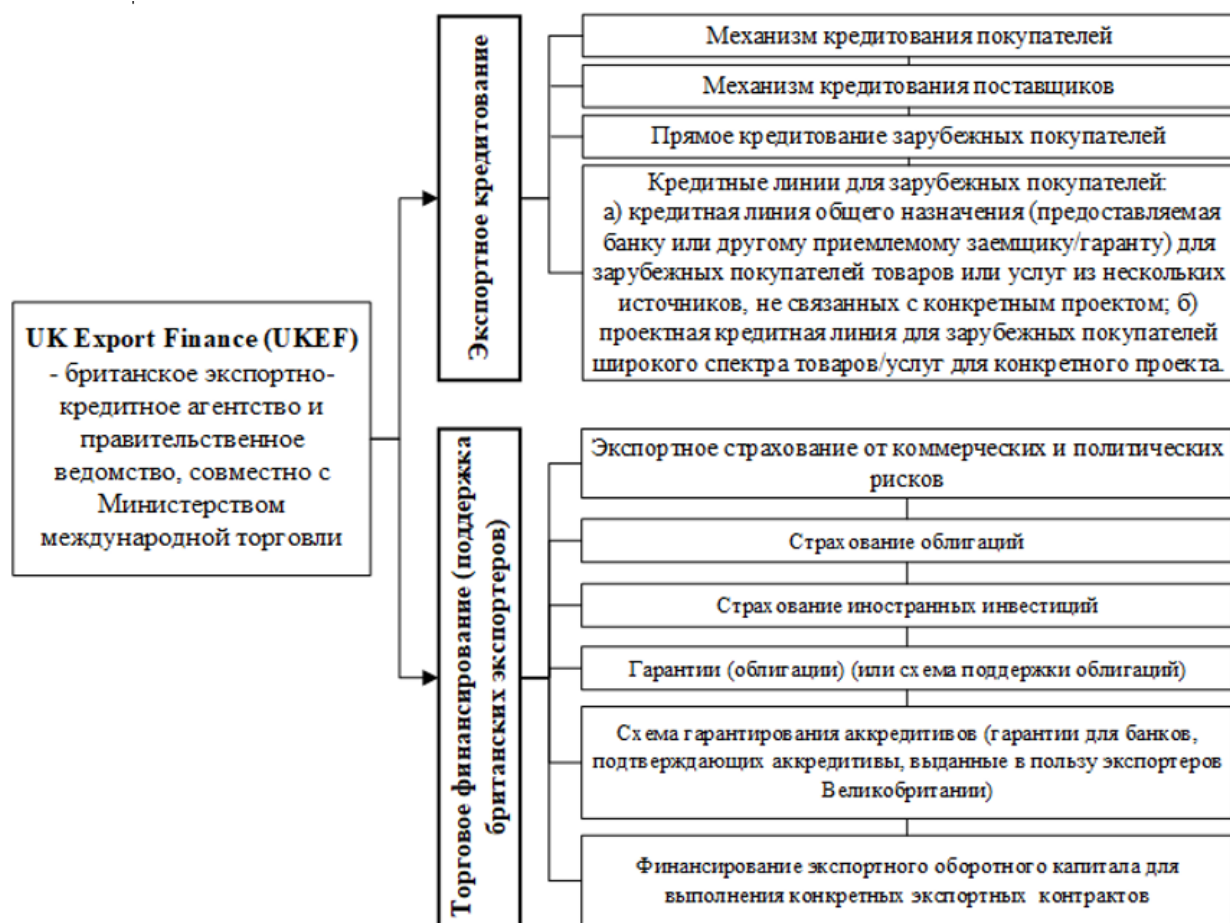 UK Export Finance (UKEF)
- британское экспортно-
кредитное агентство и
правительственное
ведомство, совместно с
Министерством
международной торговли
Экспортное кредитование
Механизм кредитования покупателей
Механизм кредитования поставщиков
Прямое кредитование зарубежных покупателей
Кредитные линии для зарубежных покупателей:
а) кредитная линия общего назначения (предоставляемая
банку или другому приемлемому заемщику/гаранту) для
зарубежных покупателей товаров или услуг из нескольких
источников, не связанных с конкретным проектом; б)
проектная кредитная линия для зарубежных покупателей
широкого спектра товаров/услуг для конкретного проекта.
Торговое финансирование (поддержка
британских экспортеров)
Экспортное страхование от коммерческих и политических
рисков
Страхование облигаций
Страхование иностранных инвестиций
Гарантии (облигации) (или схема поддержки облигаций)
Схема гарантирования аккредитивов (гарантии для банков,
подтверждающих аккредитивы, выданные в пользу экспортеров
Великобритании)
Финансирование экспортного оборотного капитала для
выполнения конкретных экспортных контрактов